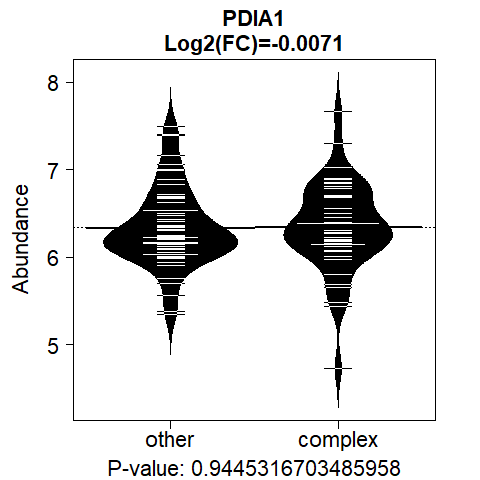 PDIA1
Log2(FC)=-0.0071
Abundance
8
7
6
5
other complex
P-value: 0.9445316703485958